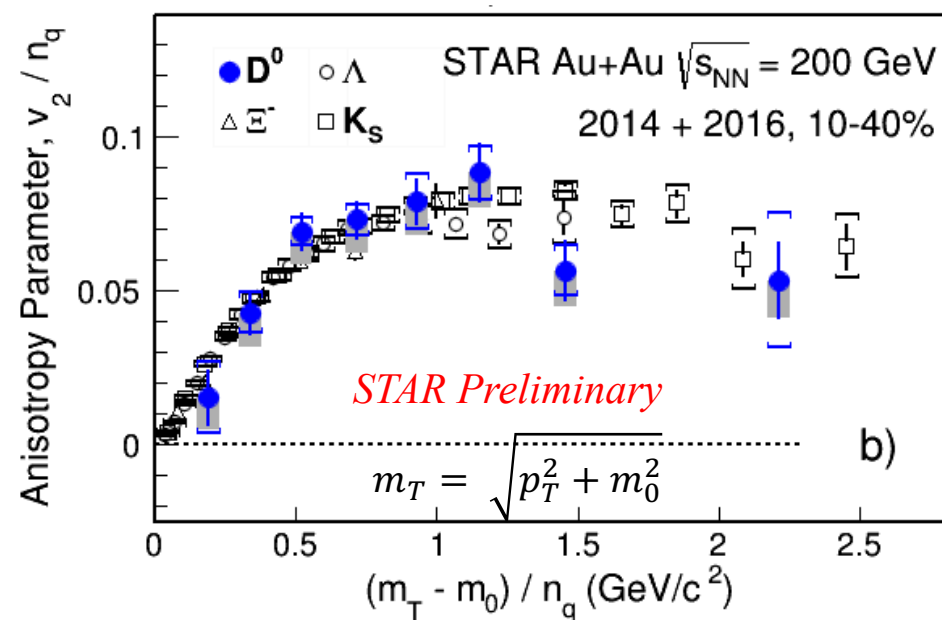 STAR Au+Au √s_NN = 200 GeV
2014 + 2016, 10-40%
D⁰ Λ
Ξ⁻ K_S
Anisotropy Parameter, v₂ / n_q
0.1
0.05
0
STAR Preliminary
b)
m_T = √(p_T² + m_0²)
0 0.5 1 1.5 2 2.5
(m_T - m_0) / n_q (GeV/c²)